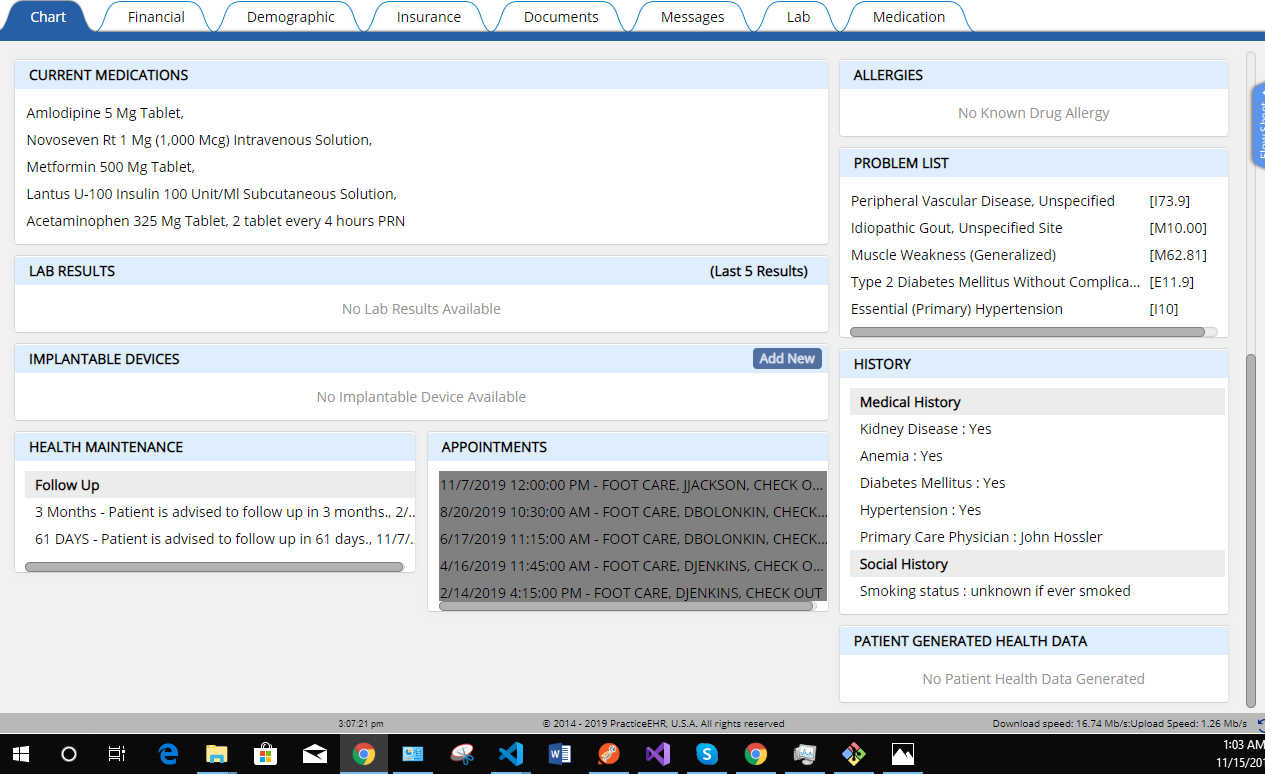 Chart
Financial
Demographic
Insurance
Documents
Messages
Lab
Medication
CURRENT MEDICATIONS
Amlodipine 5 Mg Tablet,
Novoseven Rt 1 Mg (1,000 Mcg) Intravenous Solution,
Metformin 500 Mg Tablet,
Lantus U-100 Insulin 100 Unit/Ml Subcutaneous Solution,
Acetaminophen 325 Mg Tablet, 2 tablet every 4 hours PRN
LAB RESULTS (Last 5 Results)
No Lab Results Available
IMPLANTABLE DEVICES Add New
No Implantable Device Available
HEALTH MAINTENANCE
Follow Up
3 Months - Patient is advised to follow up in 3 months., 2/..
61 DAYS - Patient is advised to follow up in 61 days., 11/7/..
APPOINTMENTS
11/7/2019 12:00:00 PM - FOOT CARE, JJACKSON, CHECK O...
8/20/2019 10:30:00 AM - FOOT CARE, DBOLONKIN, CHECK...
6/17/2019 11:15:00 AM - FOOT CARE, DBOLONKIN, CHECK...
4/16/2019 11:45:00 AM - FOOT CARE, DJENKINS, CHECK O...
2/14/2019 4:15:00 PM - FOOT CARE, DJENKINS, CHECK OUT
ALLERGIES
No Known Drug Allergy
PROBLEM LIST
Peripheral Vascular Disease, Unspecified [I73.9]
Idiopathic Gout, Unspecified Site [M10.00]
Muscle Weakness (Generalized) [M62.81]
Type 2 Diabetes Mellitus Without Complica... [E11.9]
Essential (Primary) Hypertension [I10]
HISTORY
Medical History
Kidney Disease : Yes
Anemia : Yes
Diabetes Mellitus : Yes
Hypertension : Yes
Primary Care Physician : John Hossler
Social History
Smoking status : unknown if ever smoked
PATIENT GENERATED HEALTH DATA
No Patient Health Data Generated
3:07:21 pm
© 2014 - 2019 PracticeEHR, U.S.A. All rights reserved
Download speed: 16.74 Mb/s:Upload Speed: 1.26 Mb/s
1:03 AM
11/15/201